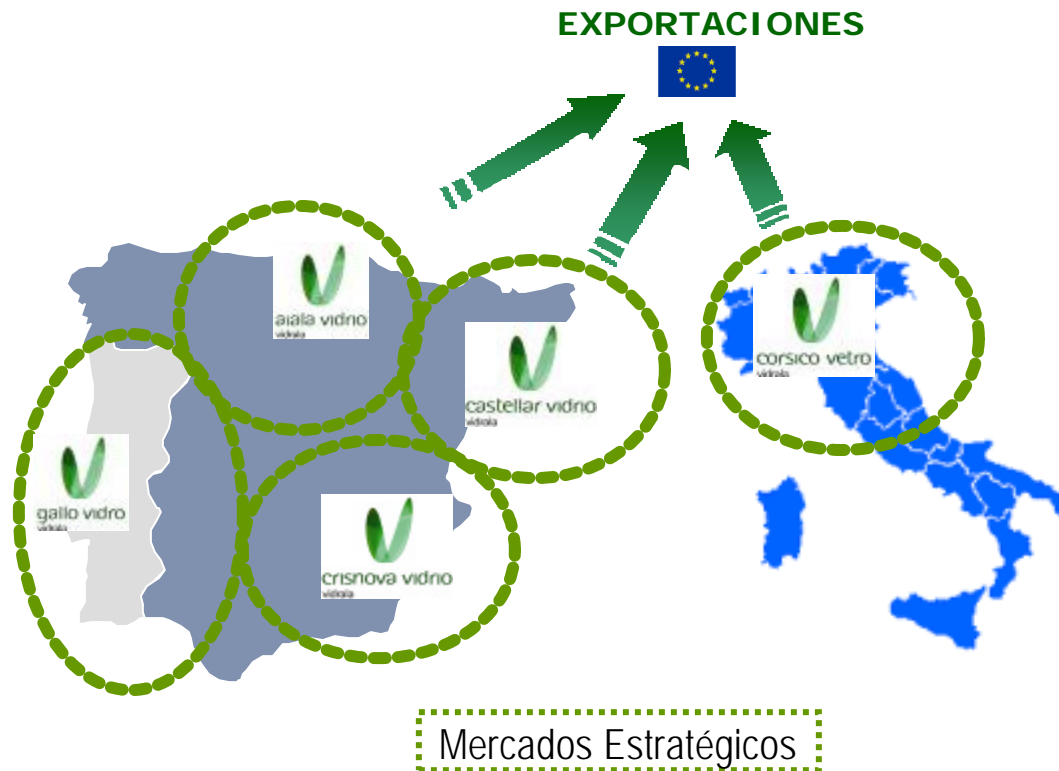 EXPORTACIONES
aiala vidrio
vidrala
castellar vidrio
vidrala
corsico vetro
vidrala
gallo vidro
vidrala
crisnova vidrio
vidrala
Mercados Estratégicos